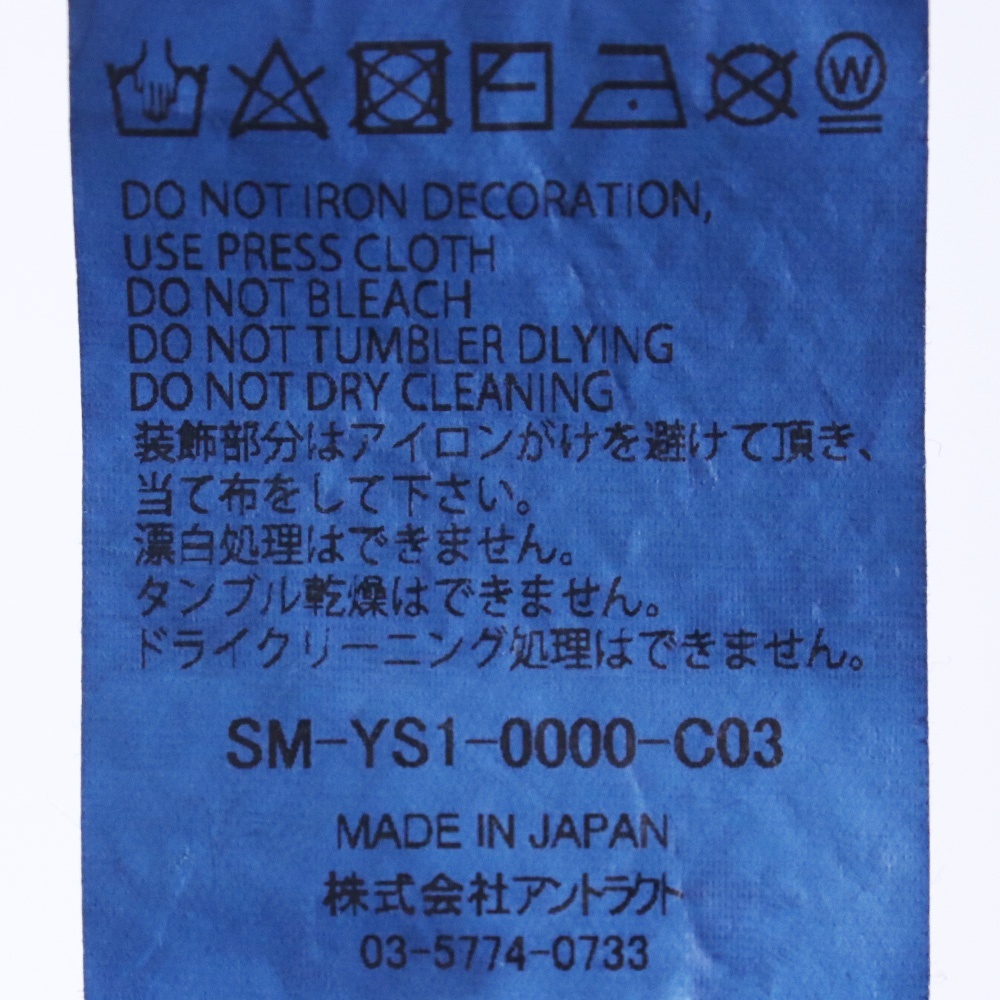 W
DO NOT IRON DECORATION,
USE PRESS CLOTH
DO NOT BLEACH
DO NOT TUMBLER DLYING
DO NOT DRY CLEANING
装飾部分はアイロンがけを避けて頂き、
当て布をして下さい。
漂白処理はできません。
タンブル乾燥はできません。
ドライクリーニング処理はできません。
SM-YS1-0000-C03
MADE IN JAPAN
株式会社アントラクト
03-5774-0733